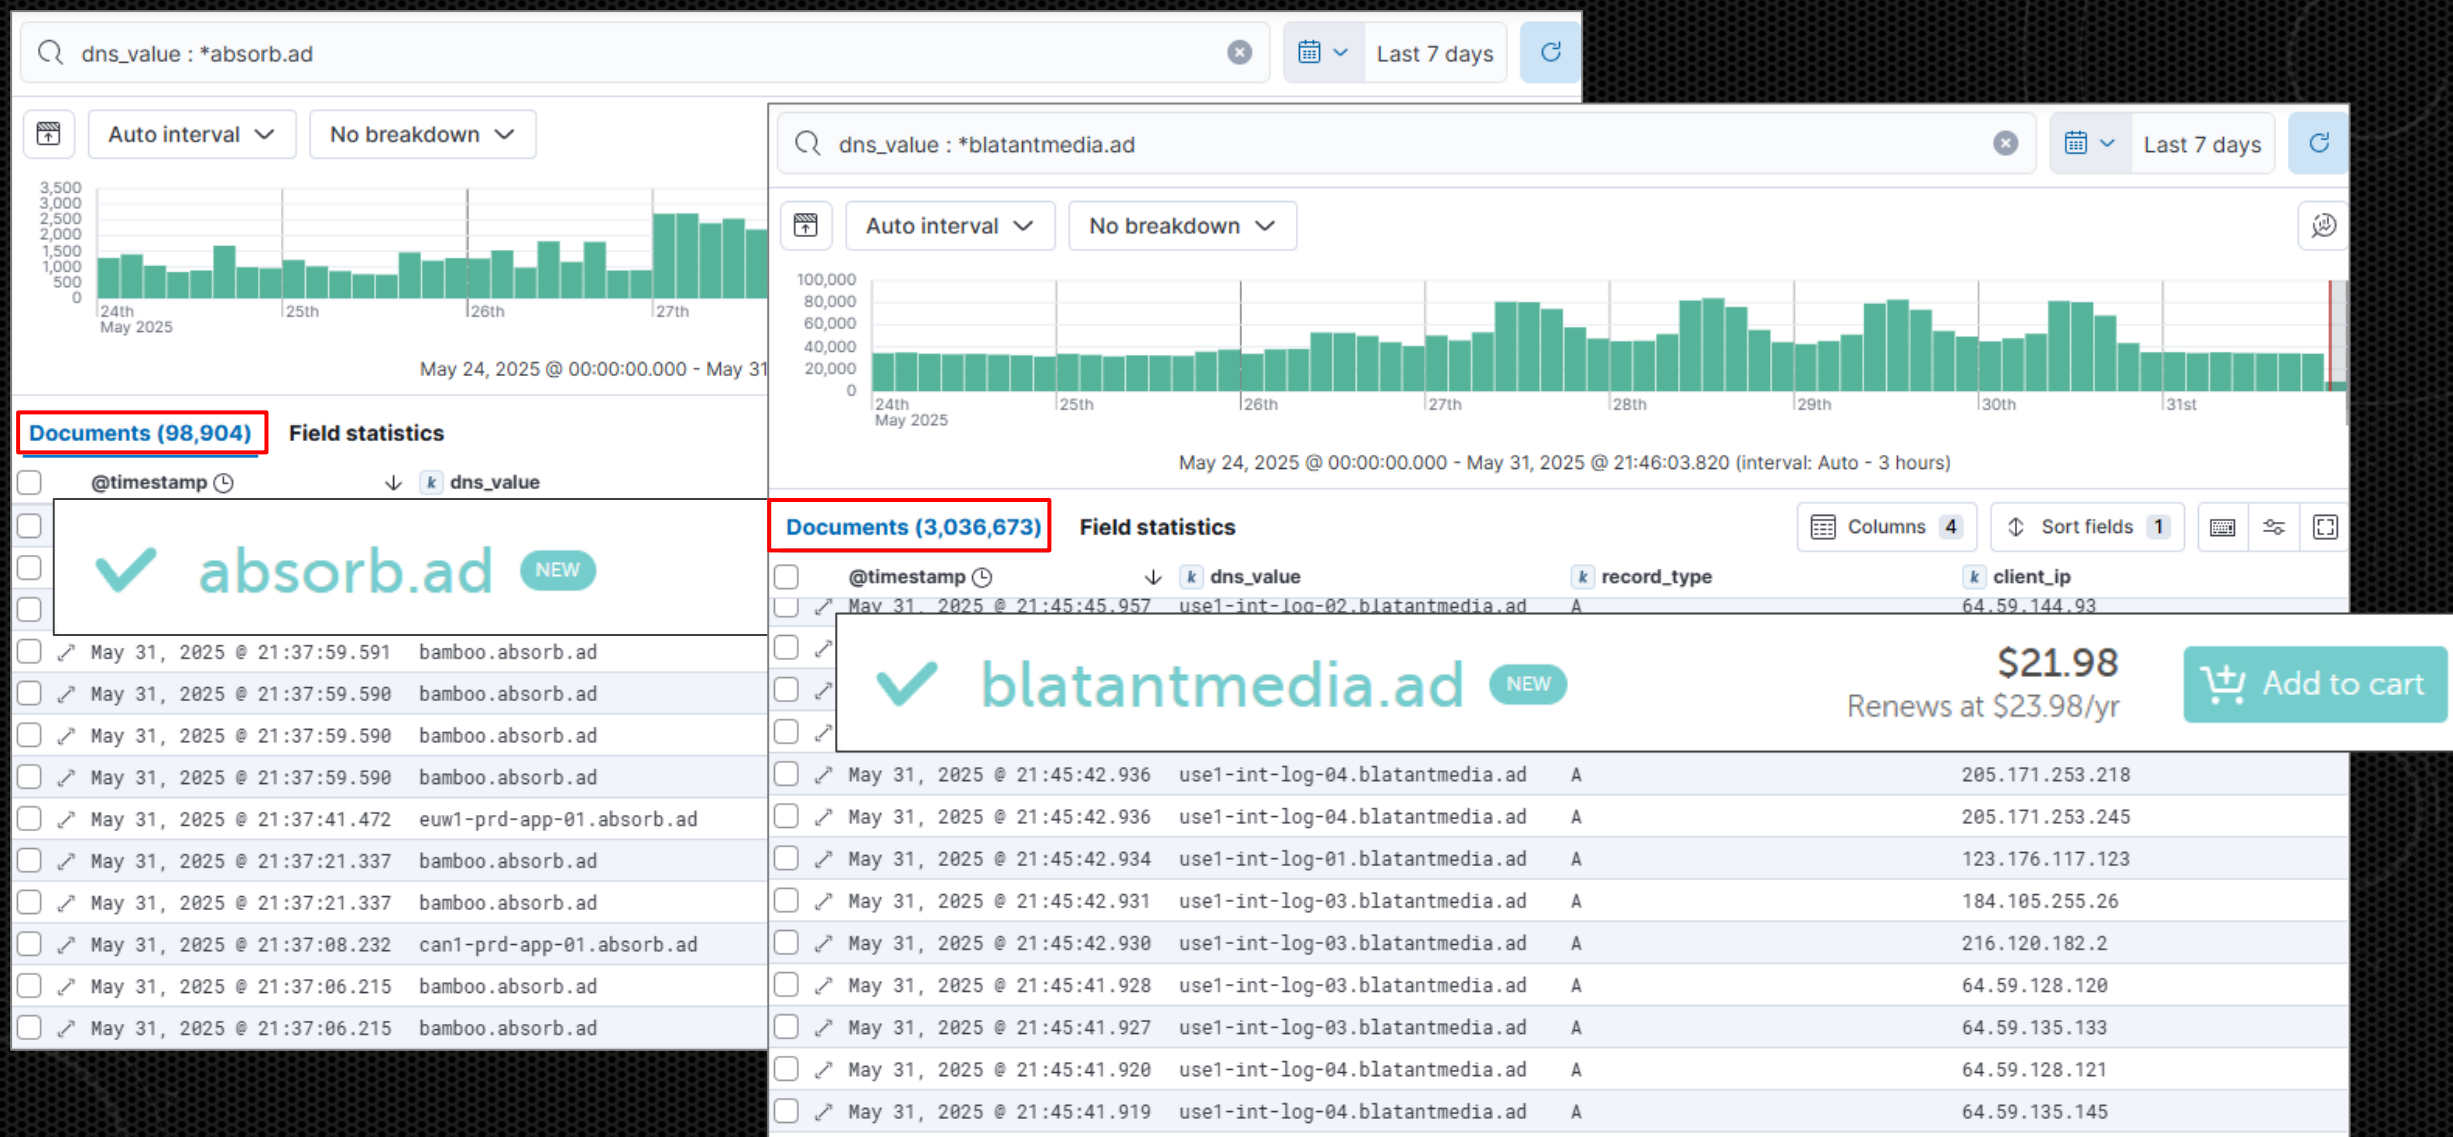 dns_value : *absorb.ad
Last 7 days
Auto interval
No breakdown
3,500
3,000
2,500
2,000
1,500
1,000
500
0
24th
May 2025
25th
26th
27th
May 24, 2025 @ 00:00:00.000 - May 31
Documents (98,904)
Field statistics
@timestamp
k dns_value
absorb.ad NEW
May 31, 2025 @ 21:37:59.591 bamboo.absorb.ad
May 31, 2025 @ 21:37:59.590 bamboo.absorb.ad
May 31, 2025 @ 21:37:59.590 bamboo.absorb.ad
May 31, 2025 @ 21:37:59.590 bamboo.absorb.ad
May 31, 2025 @ 21:37:41.472 euw1-prd-app-01.absorb.ad
May 31, 2025 @ 21:37:21.337 bamboo.absorb.ad
May 31, 2025 @ 21:37:21.337 bamboo.absorb.ad
May 31, 2025 @ 21:37:08.232 can1-prd-app-01.absorb.ad
May 31, 2025 @ 21:37:06.215 bamboo.absorb.ad
May 31, 2025 @ 21:37:06.215 bamboo.absorb.ad
dns_value : *blatantmedia.ad
Last 7 days
Auto interval
No breakdown
100,000
80,000
60,000
40,000
20,000
0
24th
May 2025
25th
26th
27th
28th
29th
30th
31st
May 24, 2025 @ 00:00:00.000 - May 31, 2025 @ 21:46:03.820 (interval: Auto - 3 hours)
Documents (3,036,673)
Field statistics
Columns 4
Sort fields 1
@timestamp
k dns_value
k record_type
k client_ip
May 31, 2025 @ 21:45:45.957 use1-int-log-02.blatantmedia.ad A 64.59.144.93
blatantmedia.ad NEW
$21.98
Renews at $23.98/yr
Add to cart
May 31, 2025 @ 21:45:42.936 use1-int-log-04.blatantmedia.ad A 205.171.253.218
May 31, 2025 @ 21:45:42.936 use1-int-log-04.blatantmedia.ad A 205.171.253.245
May 31, 2025 @ 21:45:42.934 use1-int-log-01.blatantmedia.ad A 123.176.117.123
May 31, 2025 @ 21:45:42.931 use1-int-log-03.blatantmedia.ad A 184.105.255.26
May 31, 2025 @ 21:45:42.930 use1-int-log-03.blatantmedia.ad A 216.120.182.2
May 31, 2025 @ 21:45:41.928 use1-int-log-03.blatantmedia.ad A 64.59.128.120
May 31, 2025 @ 21:45:41.927 use1-int-log-03.blatantmedia.ad A 64.59.135.133
May 31, 2025 @ 21:45:41.920 use1-int-log-04.blatantmedia.ad A 64.59.128.121
May 31, 2025 @ 21:45:41.919 use1-int-log-04.blatantmedia.ad A 64.59.135.145